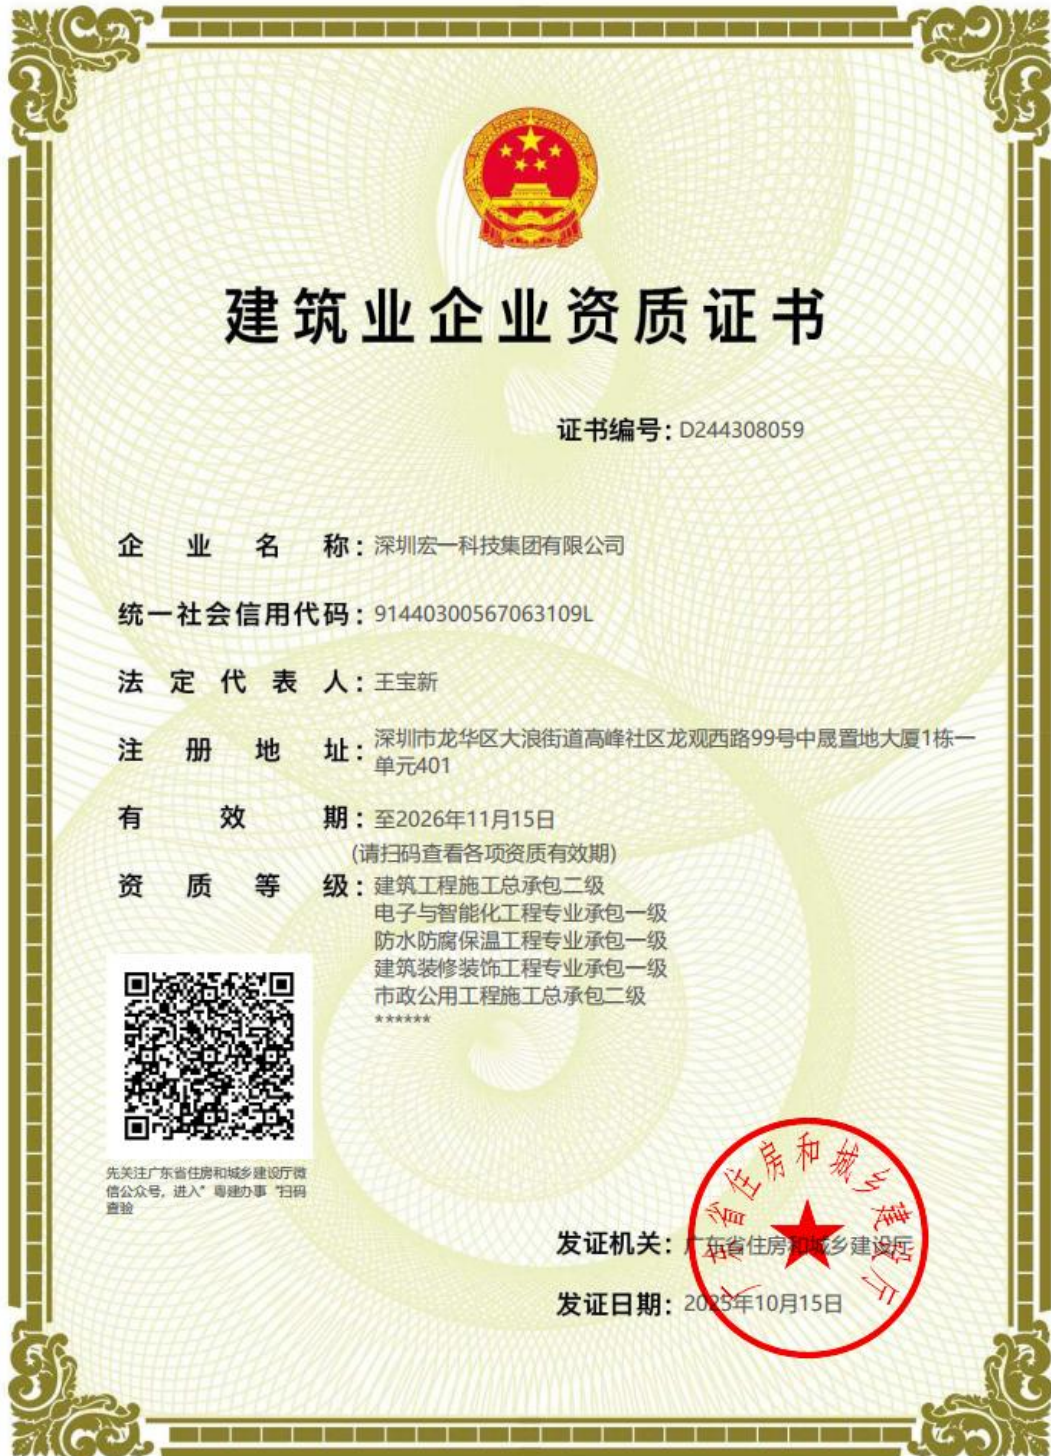 建筑业企业资质证书
证书编号：D244308059
企业名称：深圳宏一科技集团有限公司
统一社会信用代码：91440300567063109L
法定代表人：王宝新
注册地址：深圳市龙华区大浪街道高峰社区龙观西路99号中晟置地大厦1栋一
单元401
有效期：至2026年11月15日
(请扫码查看各项资质有效期)
资质等级：建筑工程施工总承包二级
电子与智能化工程专业承包一级
防水防腐保温工程专业承包一级
建筑装修装饰工程专业承包一级
市政公用工程施工总承包二级
******
先关注广东省住房和城乡建设厅微
信公众号，进入“粤建办事“扫码
查验
广东省住房和城乡建设厅
发证机关：广东省住房和城乡建设厅
发证日期：2025年10月15日